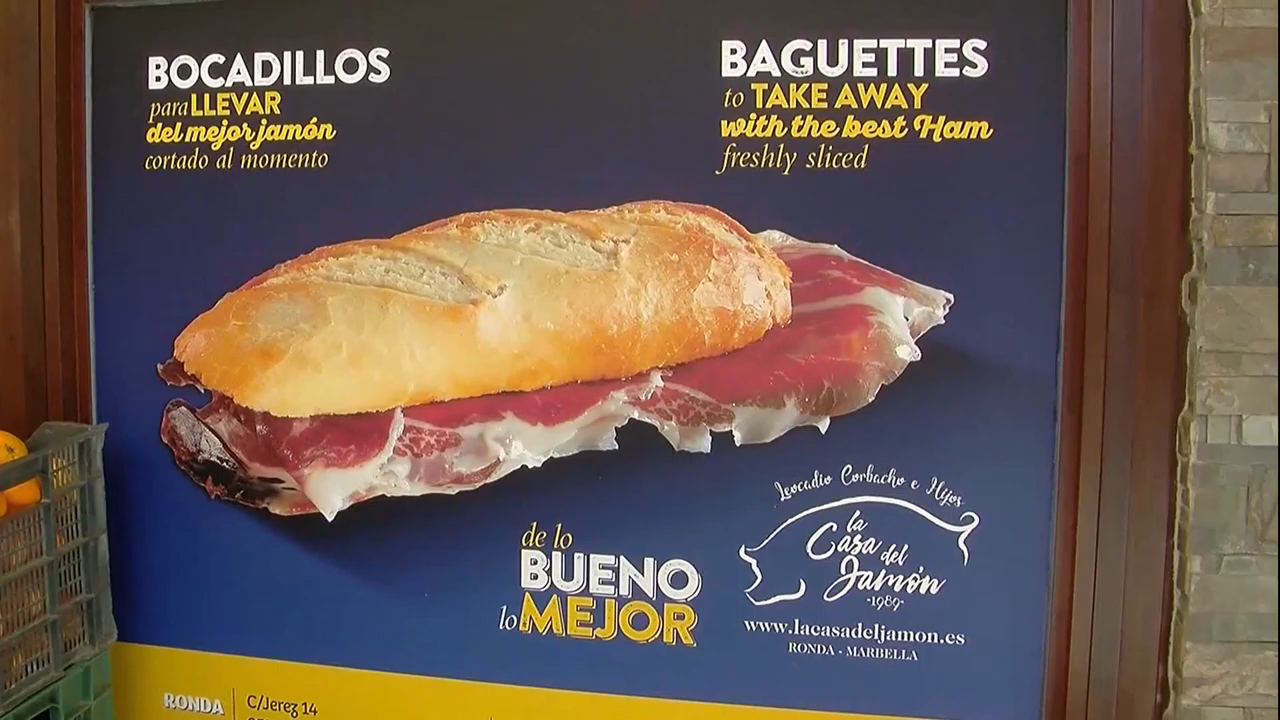 BOCADILLOS
para LLEVAR
del mejor jamón
cortado al momento
BAGUETTES
to TAKE AWAY
with the best Ham
freshly sliced
de lo
BUENO
lo MEJOR
Leocadio Corbacho e Hijos
la
Casa del
Jamón
-1989-
www.lacasadeljamon.es
RONDA - MARBELLA
RONDA
C/Jerez 14